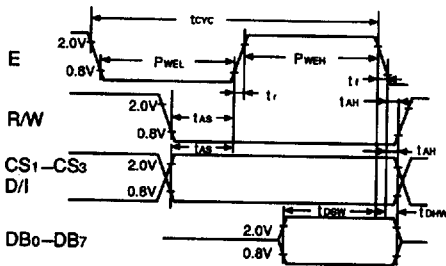 tCYC
2.0V
PWEL
PWEH
E
0.8V
tr
tf
2.0V
tAS
tAH
R/W
0.8V
tAS
tAH
CS1–CS3
2.0V
D/I
0.8V
tDSW
tDHW
2.0V
DB0–DB7
0.8V